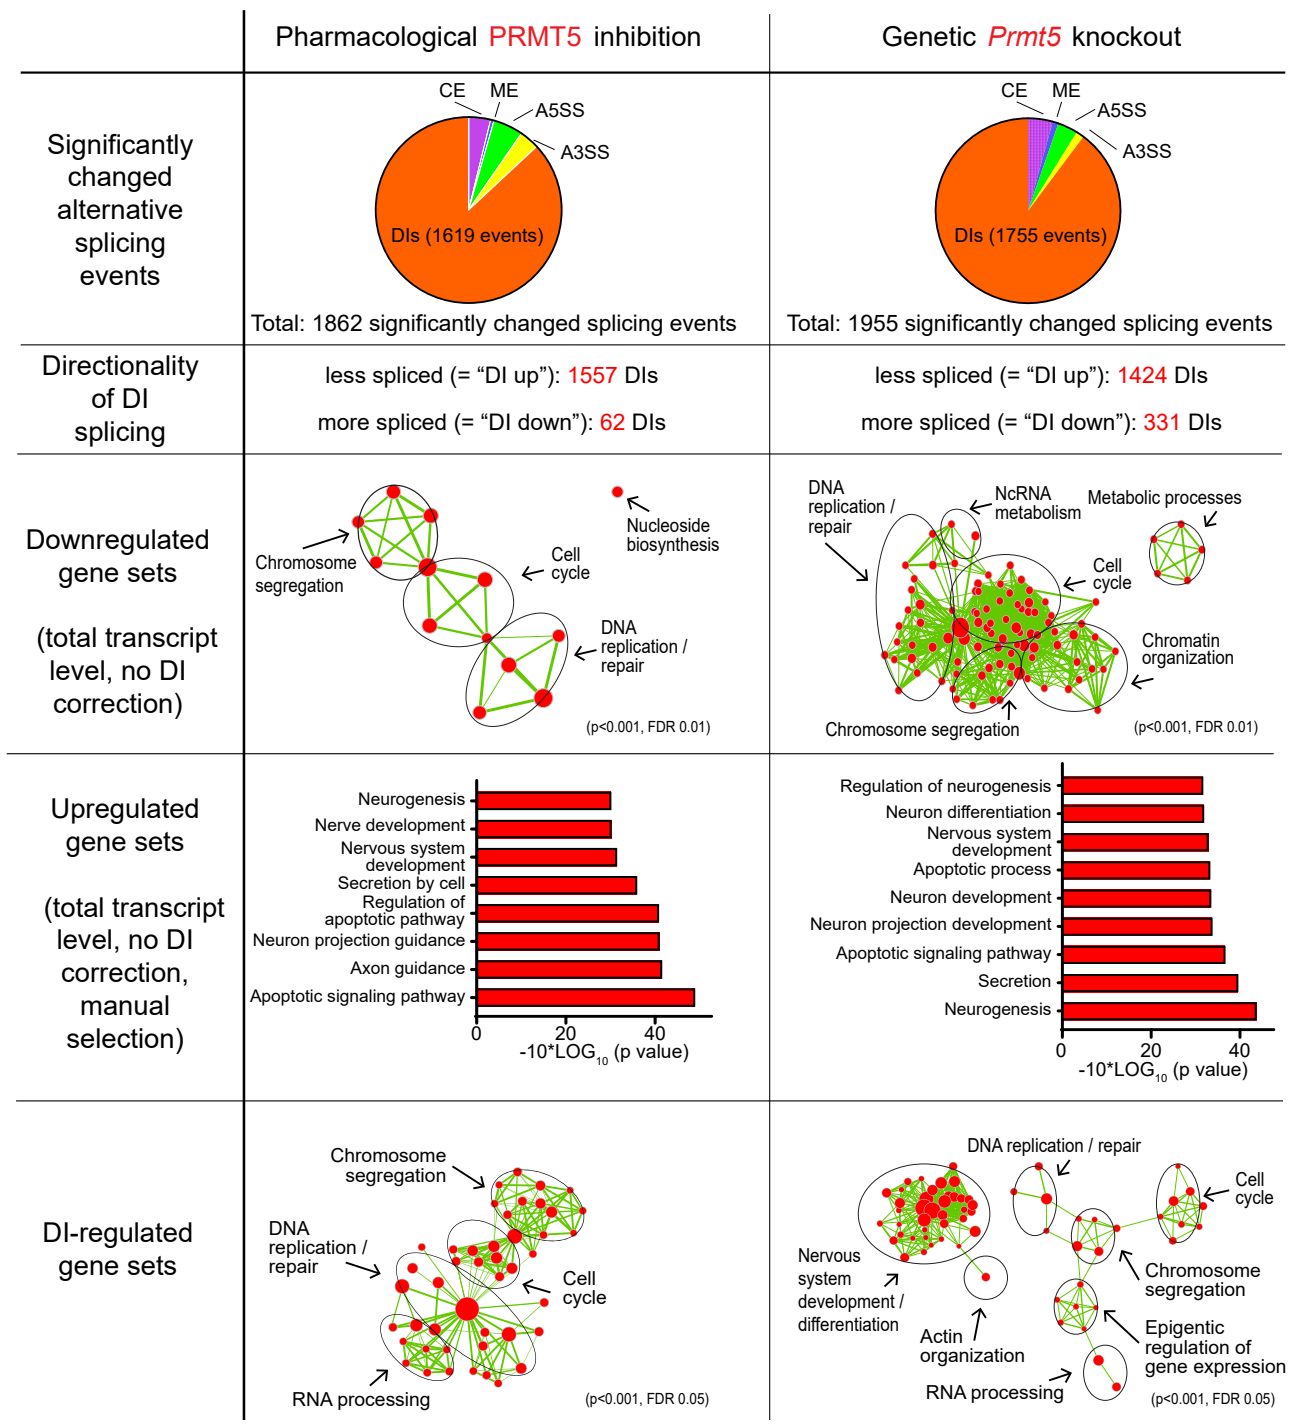 Pharmacological PRMT5 inhibition
Genetic Prmt5 knockout
Significantly
changed
alternative
splicing
events
CE
ME
A5SS
A3SS
DIs (1619 events)
Total: 1862 significantly changed splicing events
CE
ME
A5SS
A3SS
DIs (1755 events)
Total: 1955 significantly changed splicing events
Directionality
of DI
splicing
less spliced (= “DI up”): 1557 DIs
more spliced (= “DI down”): 62 DIs
less spliced (= “DI up”): 1424 DIs
more spliced (= “DI down”): 331 DIs
Downregulated
gene sets
(total transcript
level, no DI
correction)
Chromosome
segregation
Nucleoside
biosynthesis
Cell
cycle
DNA
replication /
repair
(p<0.001, FDR 0.01)
DNA
replication /
repair
NcRNA
metabolism
Metabolic processes
Cell
cycle
Chromatin
organization
Chromosome segregation
(p<0.001, FDR 0.01)
Upregulated
gene sets
(total transcript
level, no DI
correction,
manual
selection)
Neurogenesis
Nerve development
Nervous system
development
Secretion by cell
Regulation of
apoptotic pathway
Neuron projection guidance
Axon guidance
Apoptotic signaling pathway
0 20 40
-10*LOG10 (p value)
Regulation of neurogenesis
Neuron differentiation
Nervous system
development
Apoptotic process
Neuron development
Neuron projection development
Apoptotic signaling pathway
Secretion
Neurogenesis
0 20 40
-10*LOG10 (p value)
DI-regulated
gene sets
Chromosome
segregation
DNA
replication /
repair
Cell
cycle
RNA processing
(p<0.001, FDR 0.05)
DNA replication / repair
Cell
cycle
Nervous
system
development /
differentiation
Actin
organization
Chromosome
segregation
Epigentic
regulation of
gene expression
RNA processing
(p<0.001, FDR 0.05)